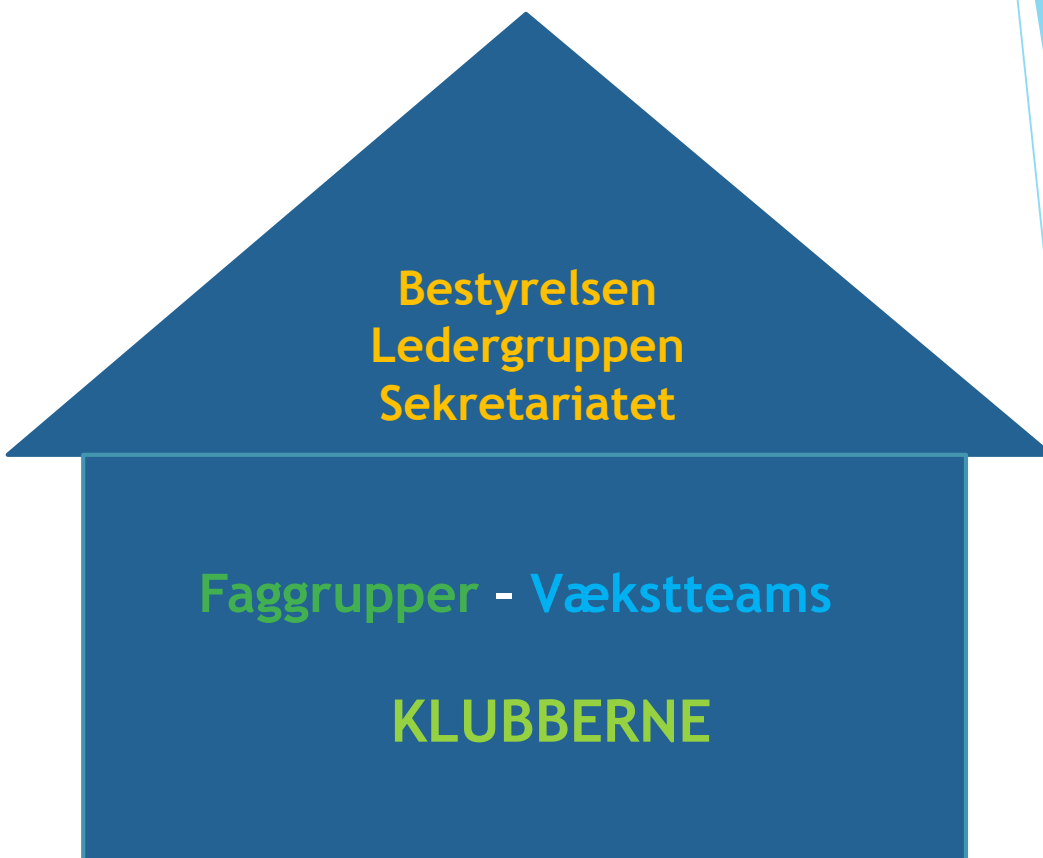 Bestyrelsen
Ledergruppen
Sekretariatet
Faggrupper - Vækstteams
KLUBBERNE